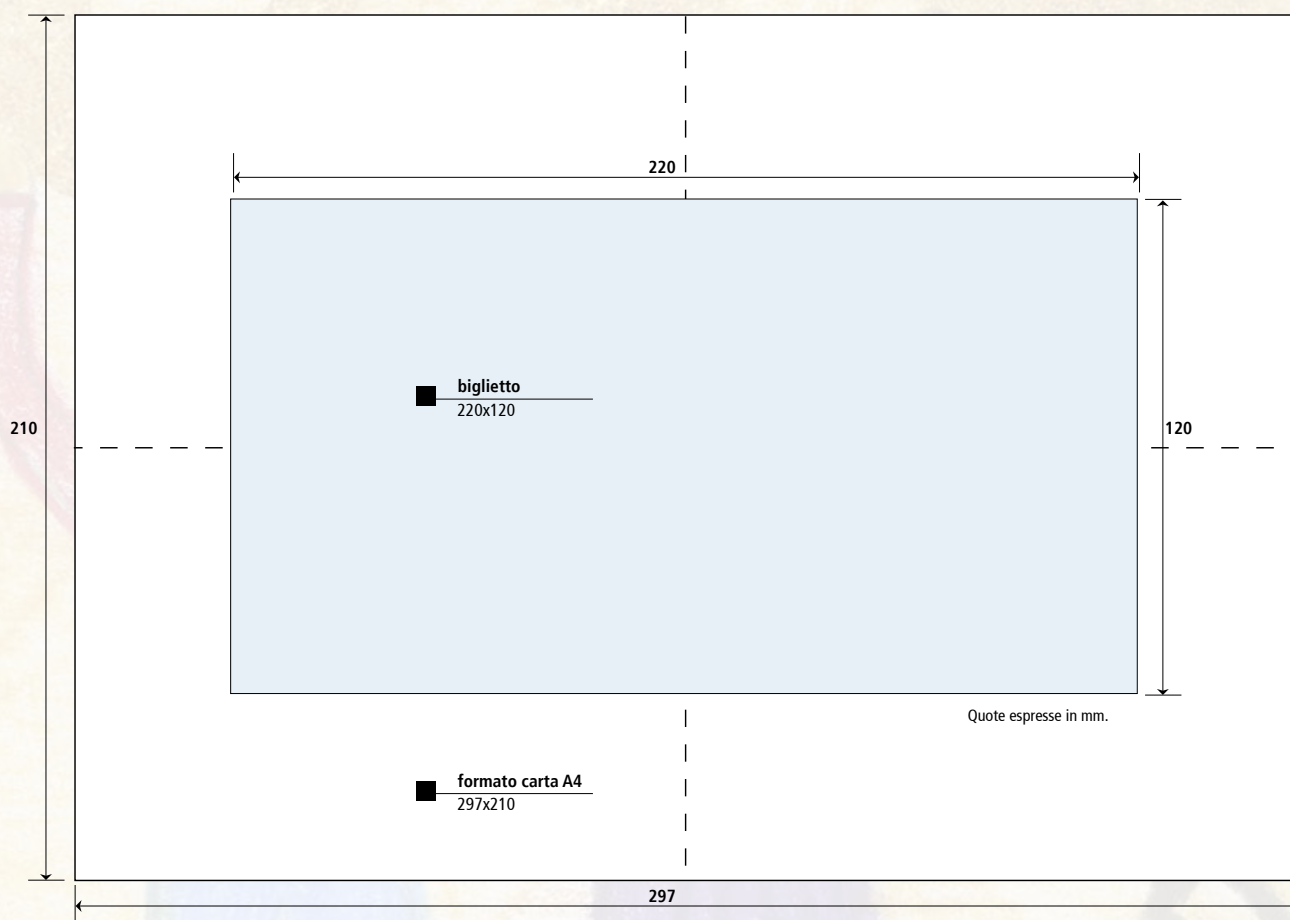 220
biglietto
220x120
210
120
Quote espresse in mm.
formato carta A4
297x210
297